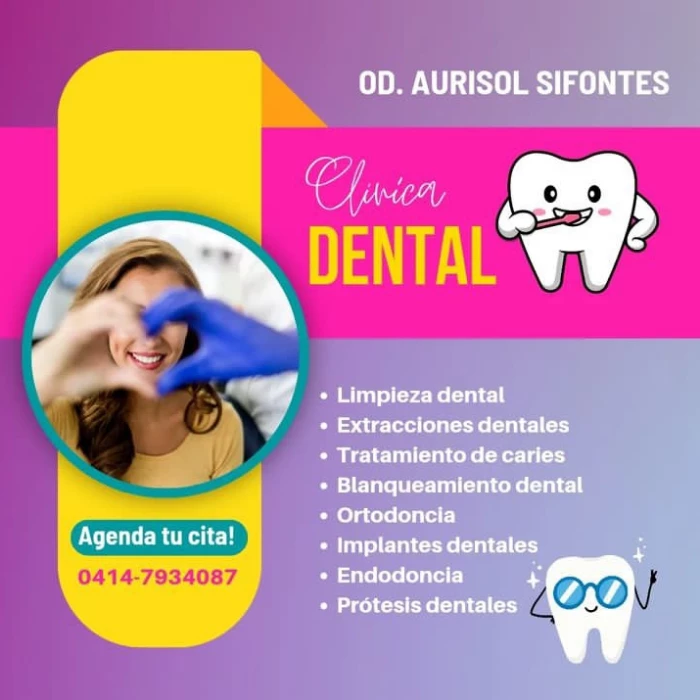 OD. AURISOL SIFONTES
Clinica
DENTAL
• Limpieza dental
• Extracciones dentales
• Tratamiento de caries
• Blanqueamiento dental
• Ortodoncia
• Implantes dentales
• Endodoncia
• Prótesis dentales
Agenda tu cita!
0414-7934087